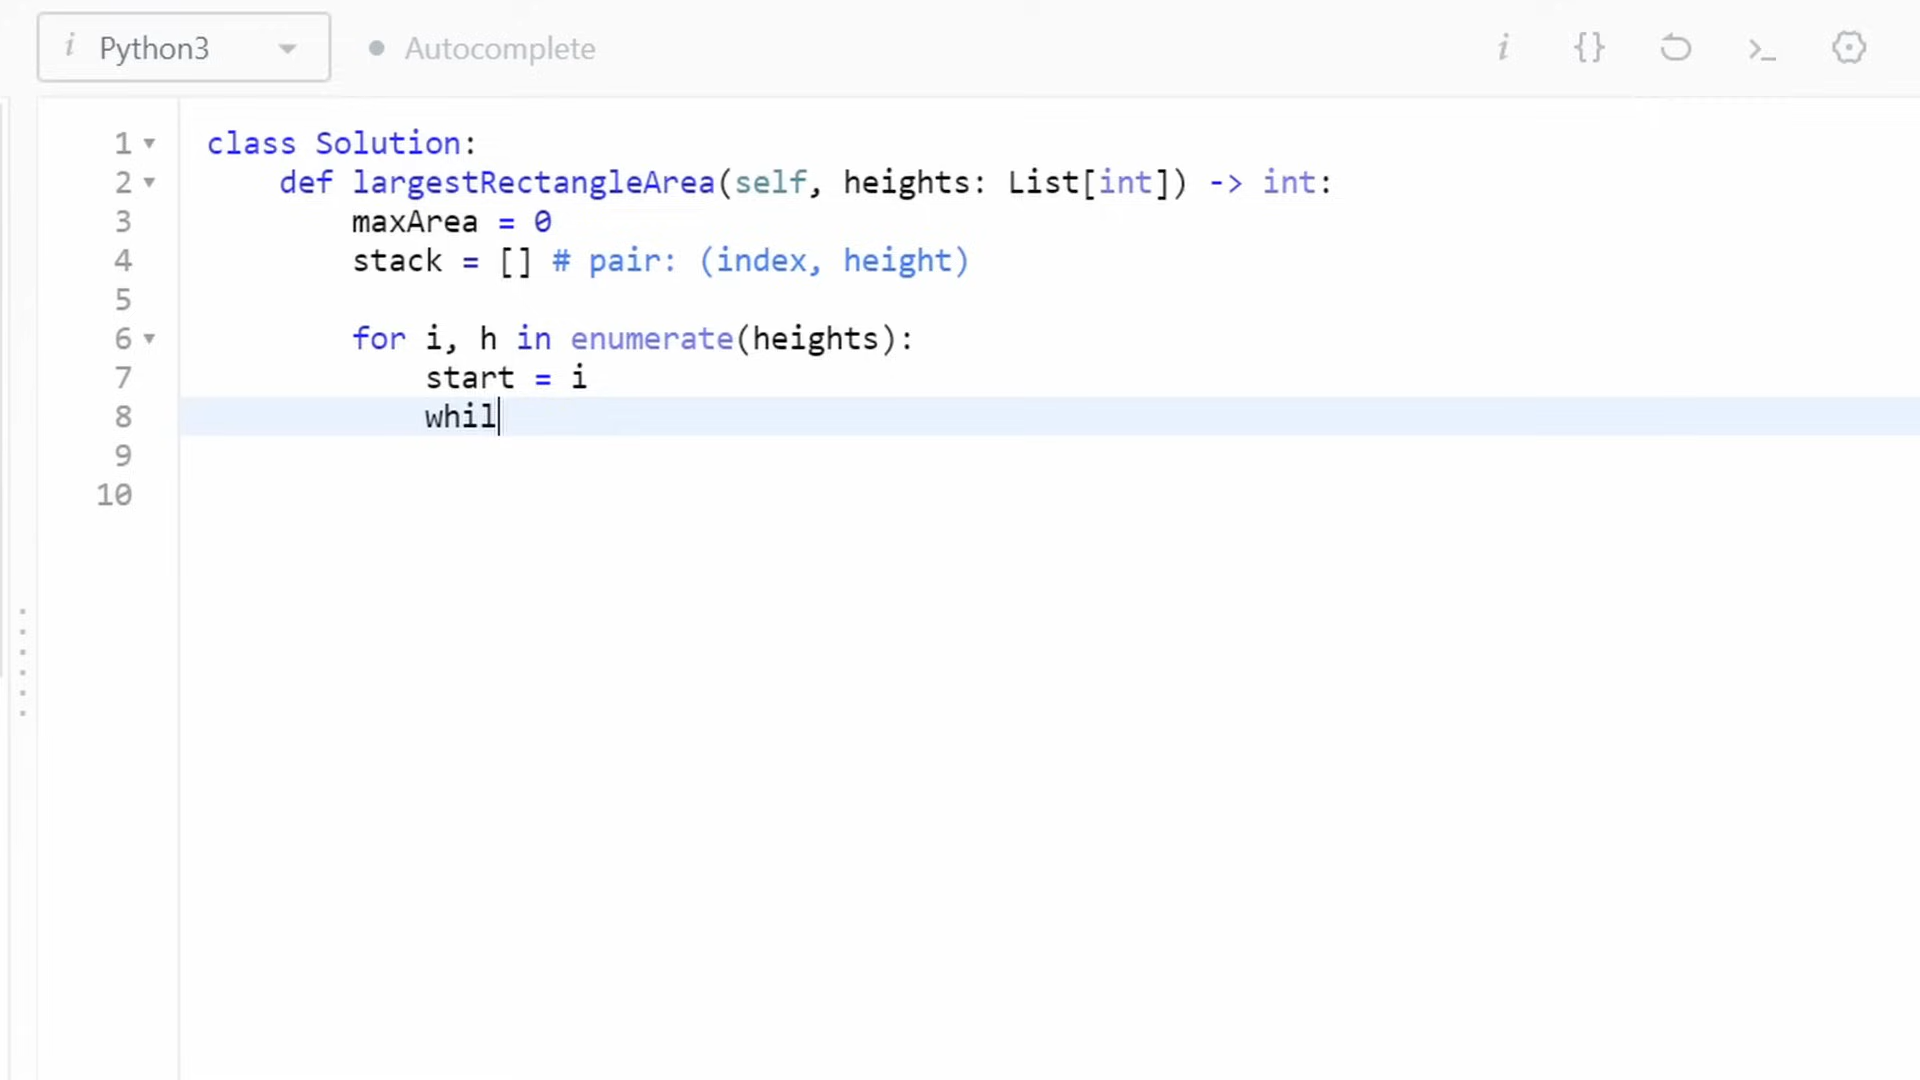 i Python3 Autocomplete i {} >_
1 class Solution:
2 def largestRectangleArea(self, heights: List[int]) -> int:
3 maxArea = 0
4 stack = [] # pair: (index, height)
5
6 for i, h in enumerate(heights):
7 start = i
8 whil
9
10